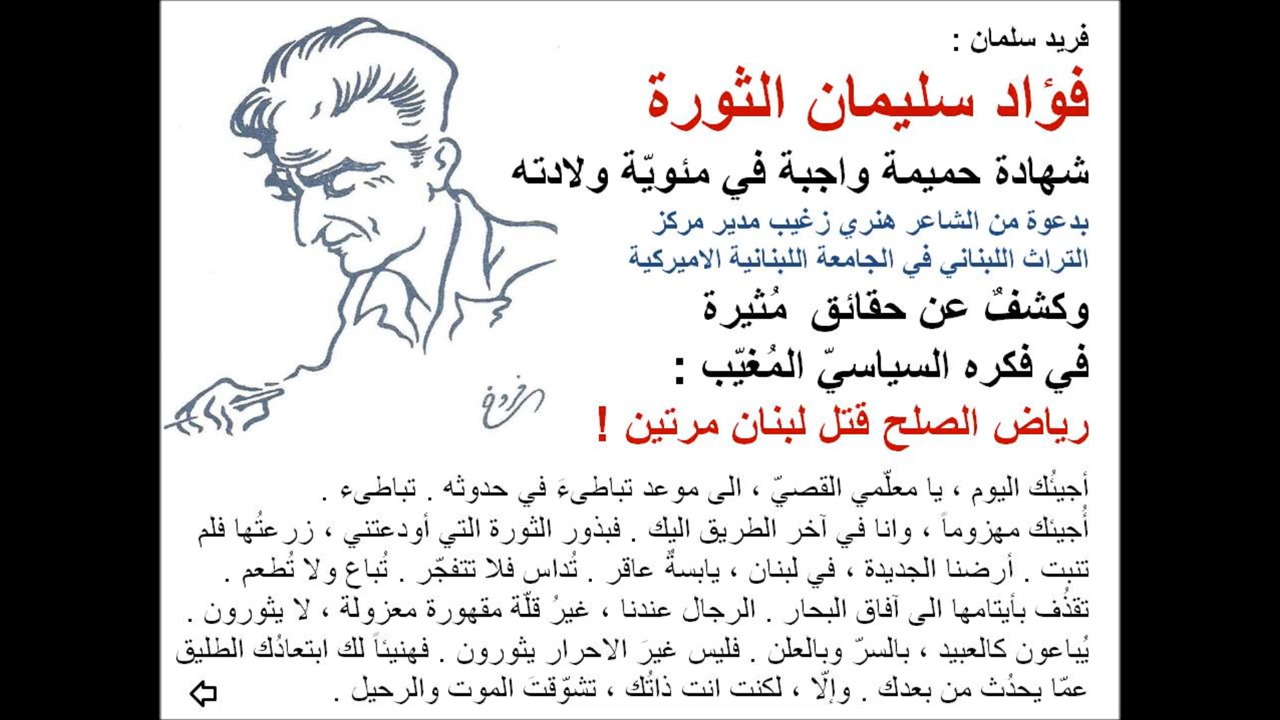 فريد سلمان :
فؤاد سليمان الثورة
شهادة حميمة واجبة في مئويّة ولادته
بدعوة من الشاعر هنري زغيب مدير مركز
التراث اللبناني في الجامعة اللبنانية الاميركية
وكشفٌ عن حقائق مُثيرة
في فكره السياسيّ المُغيّب :
رياض الصلح قتل لبنان مرتين !
أجيئُك اليوم ، يا معلّمي القصيّ ، الى موعد تباطىءَ في حدوثه . تباطىء .
أُجيئك مهزوماً ، وانا في آخر الطريق اليك . فبذور الثورة التي أودعتني ، زرعتُها فلم
تنبت . أرضنا الجديدة ، في لبنان ، يابسةٌ عاقر . تُداس فلا تتفجّر . تُباع ولا تُطعم .
تقذُف بأيتامها الى آفاق البحار . الرجال عندنا ، غيرُ قلّة مقهورة معزولة ، لا يثورون .
يُباعون كالعبيد ، بالسرّ وبالعلن . فليس غيرَ الاحرار يثورون . فهنيئاً لك ابتعادُك الطليق
عمّا يحدُث من بعدك . وإلّا ، لكنت انت ذاتُك ، تشوّقتَ الموت والرحيل .